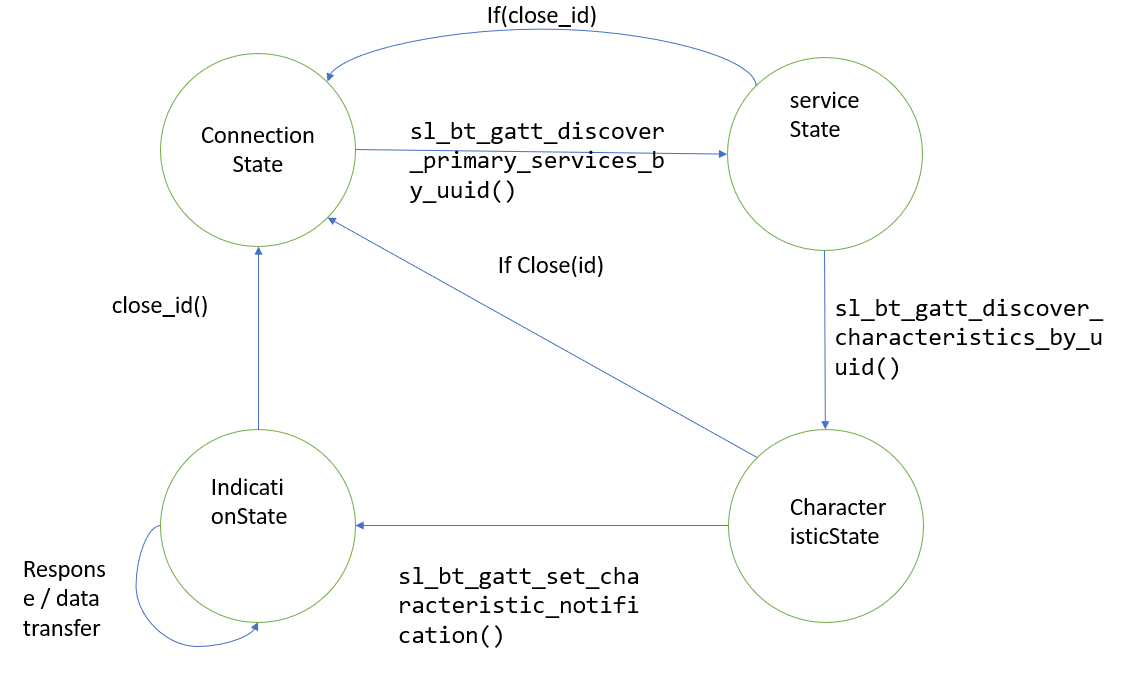 If(close_id)
Connection
State
sl_bt_gatt_discover
_primary_services_b
y_uuid()
service
State
If Close(id)
close_id()
sl_bt_gatt_discover_
characteristics_by_u
uid()
Indicati
onState
Character
isticState
Respons
e / data
transfer
sl_bt_gatt_set_cha
racteristic_notifi
cation()